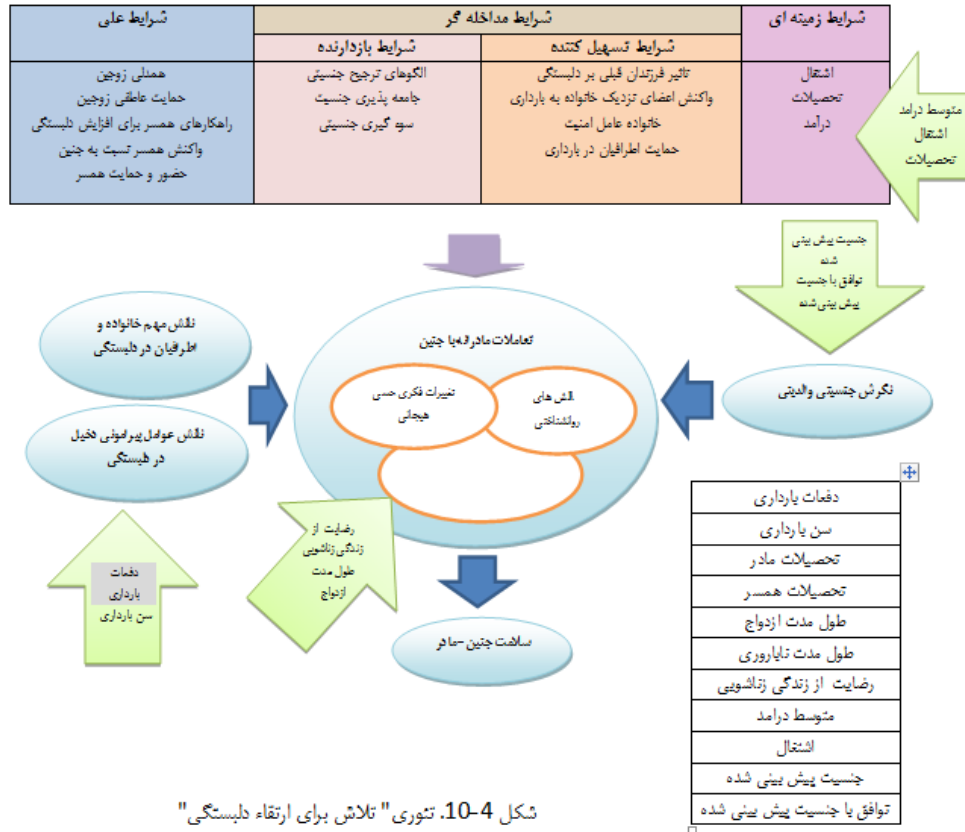 شرایط زمینه ای
شرایط مداخله گر
شرایط علی
شرایط تسهیل کننده
شرایط بازدارنده
اشتغال
تحصیلات
درآمد
تاثیر فرزندان قبلی بر دلبستگی
واکنش اعضای نزدیک خانواده به بارداری
خانواده عامل امنیت
حمایت اطرافیان در بارداری
الگوهای ترجیح جنسیتی
جامعه پذیری جنسیت
سوه گیری جنسیتی
همدلی زوجین
حمایت عاطفی زوجین
راهکارهای همسر برای افزایش دلبستگی
واکنش همسر نسبت به جنین
حضور و حمایت همسر
متوسط درامد
اشتغال
تحصیلات
جنسیت پیش بینی
شده
توافق با جنسیت
پیش بینی شده
تعاملات مادرانه با جنین
تغییرات فکری حسی
هیجانی
الش های
روانشناختی
نقش مهم خانواده و
اطرافیان در دلبستگی
نقش عوامل پیرامونی دخیل
در دلبستگی
نگرش جنسیتی والدینی
دفعات
بارداری
سن بارداری
رضایت از
زندگی زناشویی
طول مدت
ازدواج
سلامت جنین -مادر
دفعات بارداری
سن بارداری
تحصیلات مادر
تحصیلات همسر
طول مدت ازدواج
طول مدت ناباروری
رضایت از زندگی زناشویی
متوسط درامد
اشتغال
جنسیت پیش بینی شده
توافق با جنسیت پیش بینی شده
شکل 4-10. تئوری" تلاش برای ارتقاء دلبستگی"